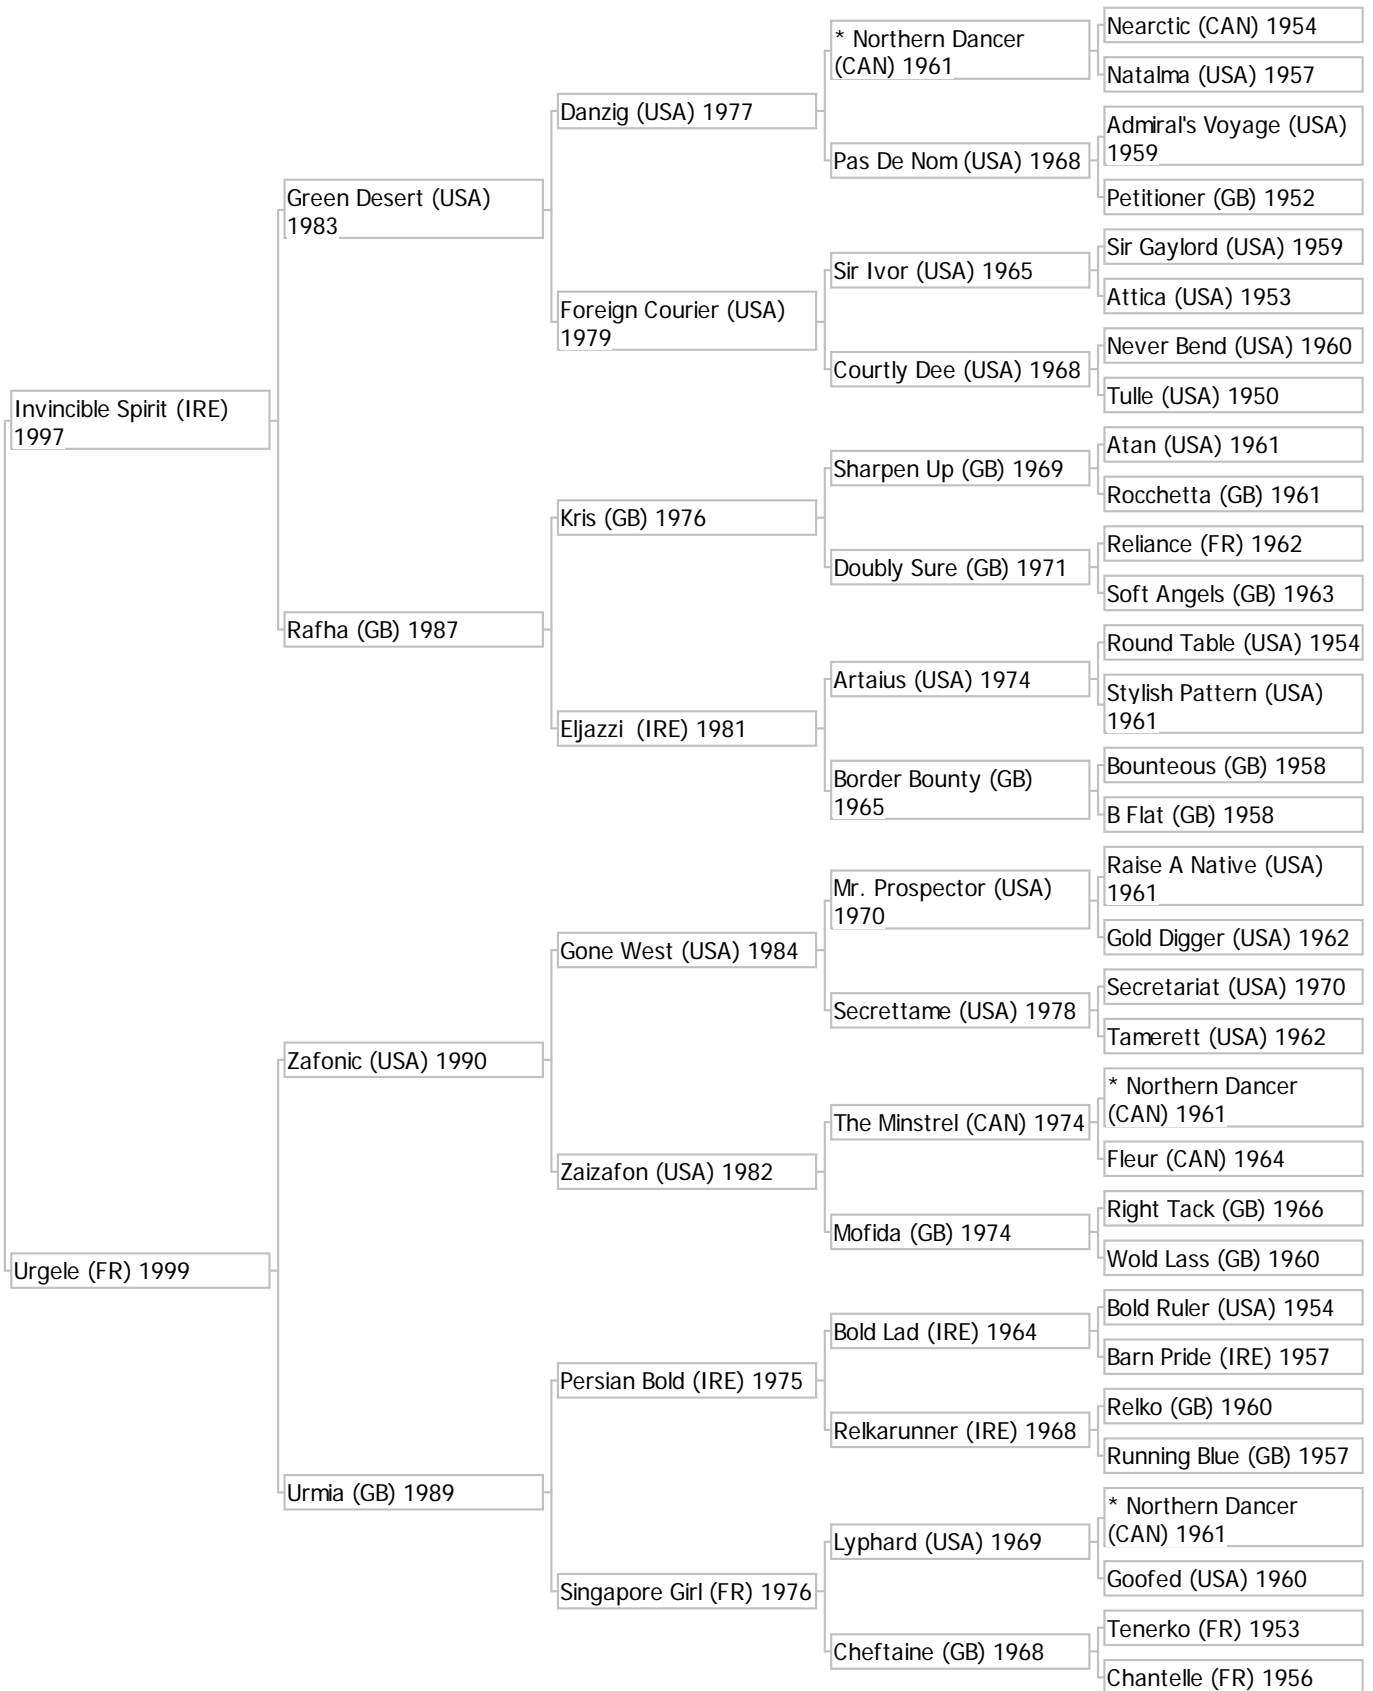 Nearctic (CAN) 1954
* Northern Dancer
(CAN) 1961
Natalma (USA) 1957
Danzig (USA) 1977
Admiral's Voyage (USA)
1959
Pas De Nom (USA) 1968
Petitioner (GB) 1952
Green Desert (USA)
1983
Sir Gaylord (USA) 1959
Sir Ivor (USA) 1965
Attica (USA) 1953
Foreign Courier (USA)
1979
Never Bend (USA) 1960
Courtly Dee (USA) 1968
Tulle (USA) 1950
Invincible Spirit (IRE)
1997
Atan (USA) 1961
Sharpen Up (GB) 1969
Rocchetta (GB) 1961
Kris (GB) 1976
Reliance (FR) 1962
Doubly Sure (GB) 1971
Soft Angels (GB) 1963
Rafha (GB) 1987
Round Table (USA) 1954
Artaius (USA) 1974
Stylish Pattern (USA)
1961
Eljazzi  (IRE) 1981
Bounteous (GB) 1958
Border Bounty (GB)
1965
B Flat (GB) 1958
Raise A Native (USA)
1961
Mr. Prospector (USA)
1970
Gold Digger (USA) 1962
Gone West (USA) 1984
Secretariat (USA) 1970
Secrettame (USA) 1978
Tamerett (USA) 1962
Zafonic (USA) 1990
* Northern Dancer
(CAN) 1961
The Minstrel (CAN) 1974
Fleur (CAN) 1964
Zaizafon (USA) 1982
Right Tack (GB) 1966
Mofida (GB) 1974
Wold Lass (GB) 1960
Urgele (FR) 1999
Bold Ruler (USA) 1954
Bold Lad (IRE) 1964
Barn Pride (IRE) 1957
Persian Bold (IRE) 1975
Relko (GB) 1960
Relkarunner (IRE) 1968
Running Blue (GB) 1957
Urmia (GB) 1989
* Northern Dancer
(CAN) 1961
Lyphard (USA) 1969
Goofed (USA) 1960
Singapore Girl (FR) 1976
Tenerko (FR) 1953
Cheftaine (GB) 1968
Chantelle (FR) 1956